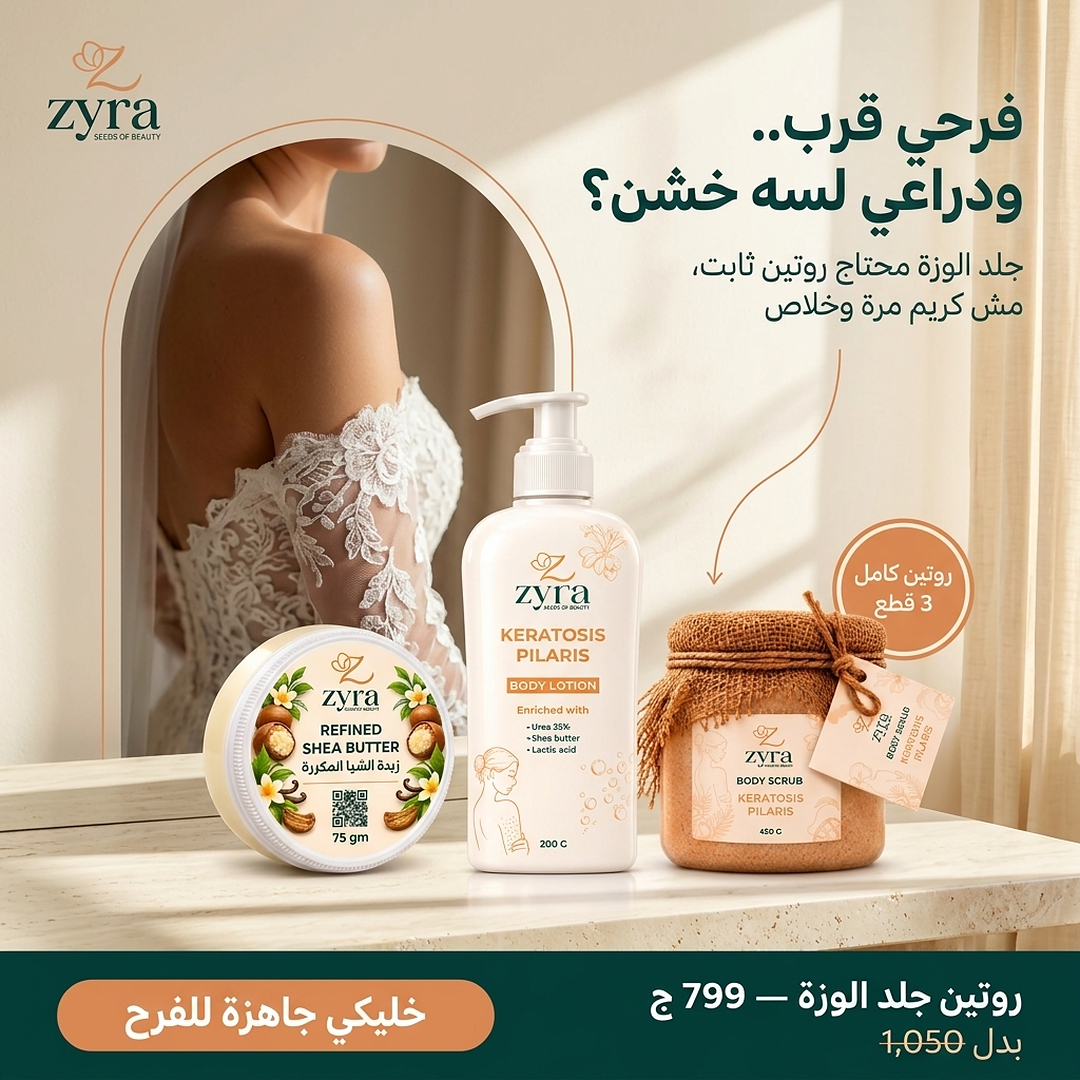 zyra
SEEDS OF BEAUTY
فرحي قرب..
ودراعي لسه خشن؟
جلد الوزة محتاج روتين ثابت،
مش كريم مرة وخلاص
روتين كامل
3 قطع
zyra
REFINED
SHEA BUTTER
زبدة الشيا المكررة
75 gm
zyra
SEEDS OF BEAUTY
KERATOSIS
PILARIS
BODY LOTION
Enriched with
Urea 35%
Shes butter
Lactis acid
200 G
zyra
BODY SCRUB
KERATOSIS
PILARIS
450 G
BODY SCRUB
روتين جلد الوزة — 799 ج
بدل 1,050
خليكي جاهزة للفرح